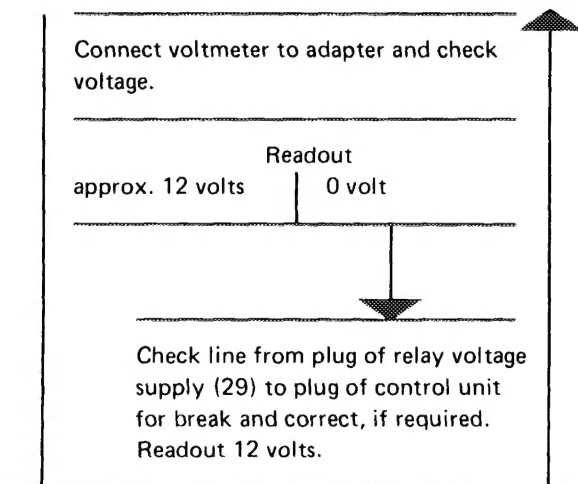 Connect voltmeter to adapter and check
voltage.
Readout
approx. 12 volts 0 volt
Check line from plug of relay voltage
supply (29) to plug of control unit
for break and correct, if required.
Readout 12 volts.